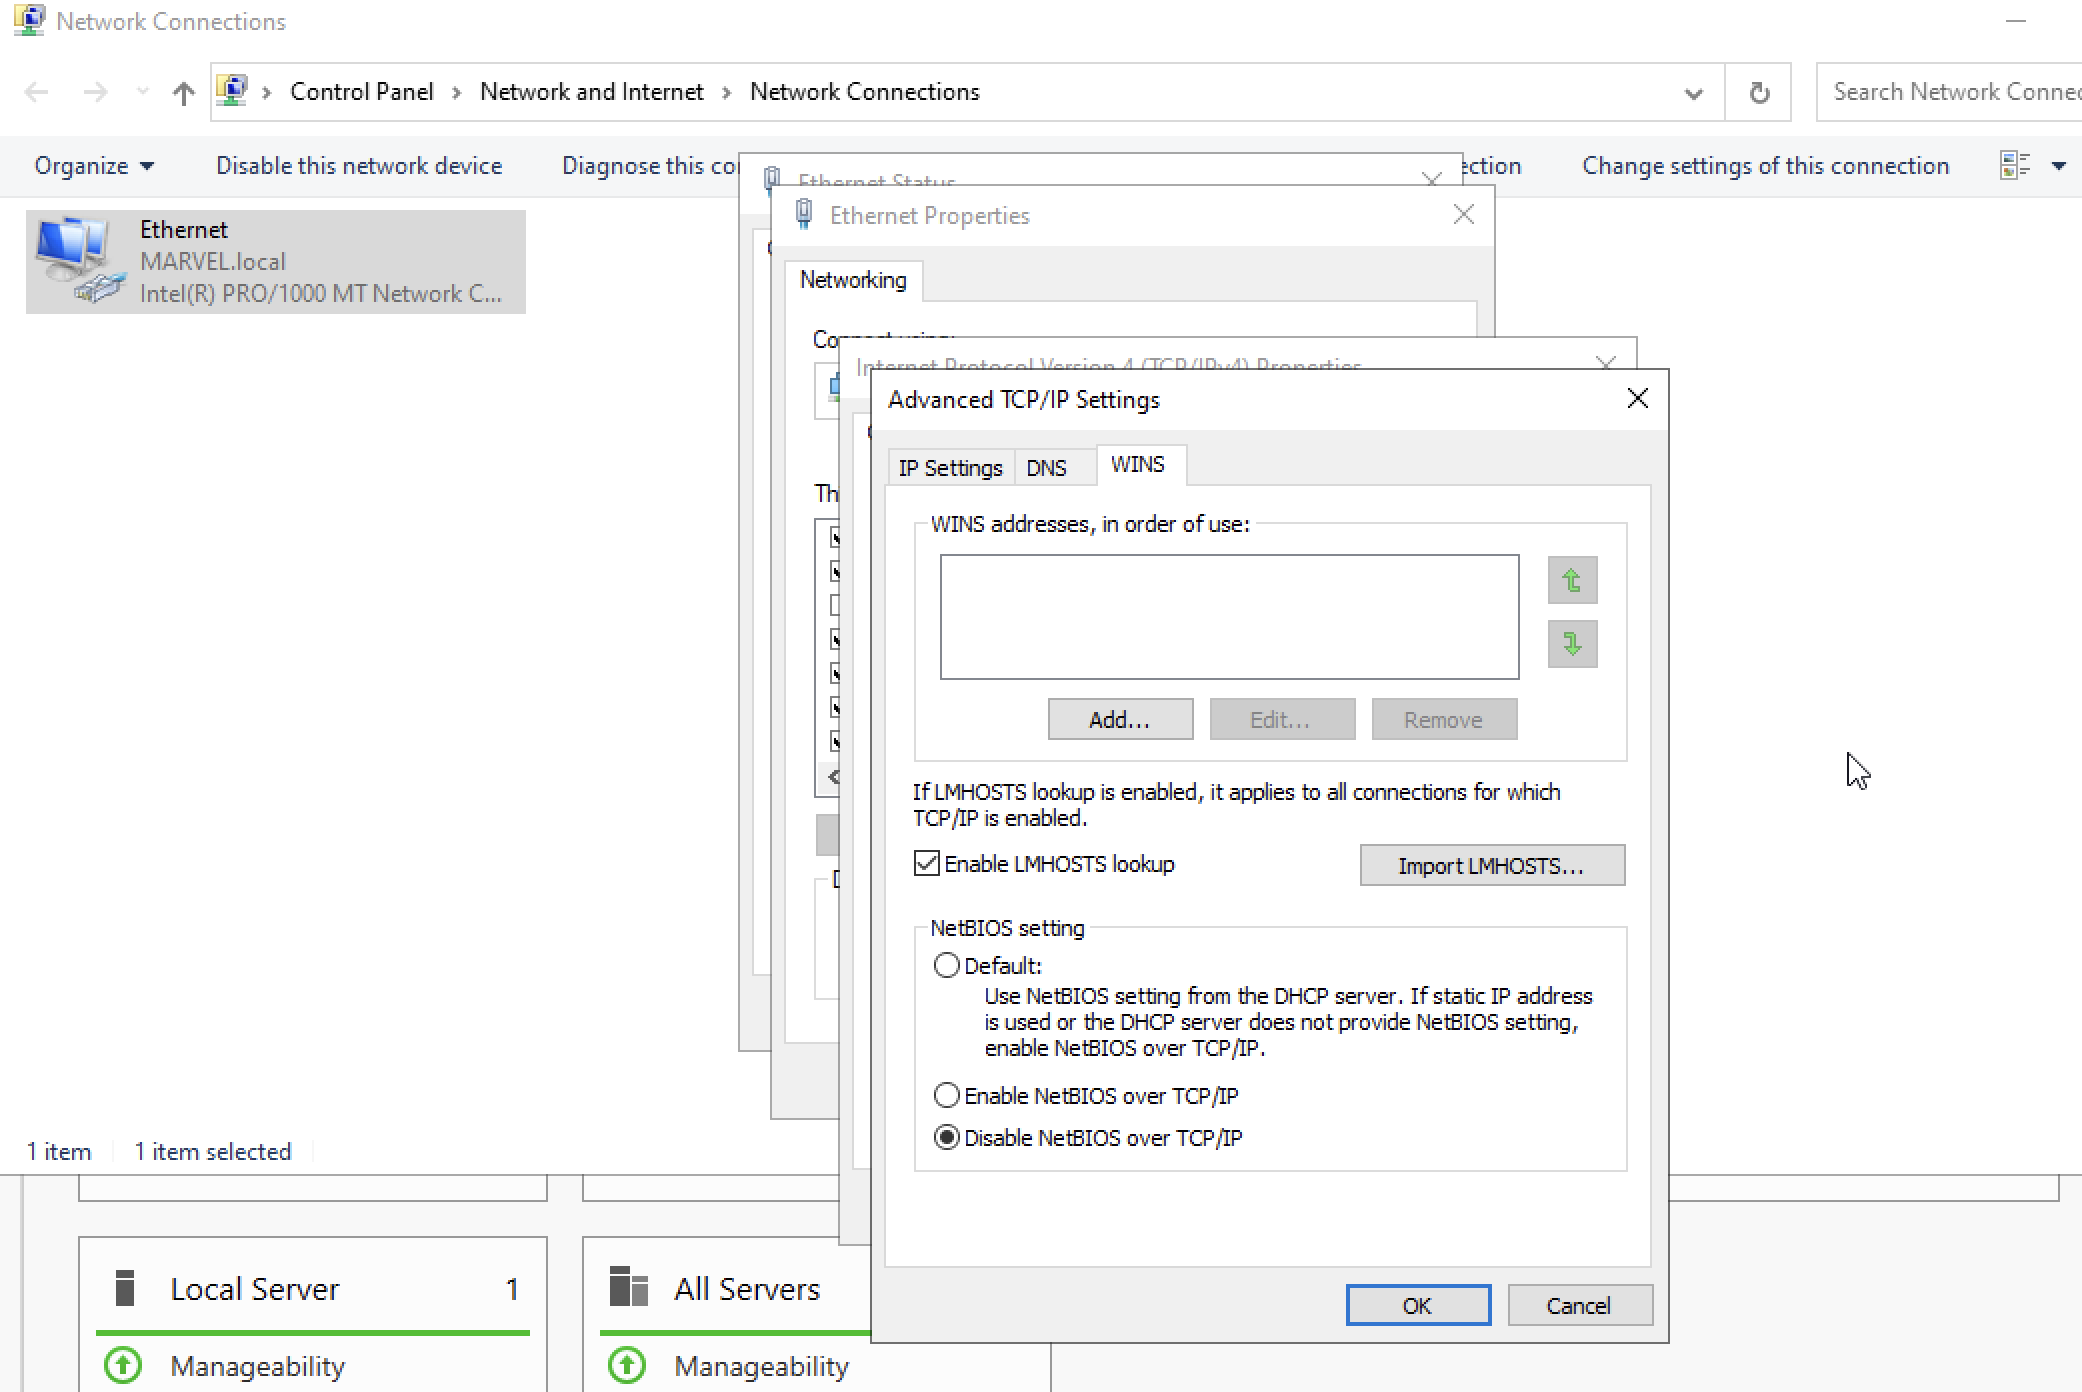 Network Connections
Control Panel > Network and Internet > Network Connections
Search Network Connec
Organize
Disable this network device
Diagnose this co
ection
Change settings of this connection
Ethernet
MARVEL.local
Intel(R) PRO/1000 MT Network C...
Ethernet Status
Ethernet Properties
Networking
Connect using:
Th
Internet Protocol Version 4 (TCP/IPv4) Properties
Advanced TCP/IP Settings
IP Settings
DNS
WINS
WINS addresses, in order of use:
Add...
Edit...
Remove
If LMHOSTS lookup is enabled, it applies to all connections for which
TCP/IP is enabled.
Enable LMHOSTS lookup
Import LMHOSTS...
NetBIOS setting
Default:
Use NetBIOS setting from the DHCP server. If static IP address
is used or the DHCP server does not provide NetBIOS setting,
enable NetBIOS over TCP/IP.
Enable NetBIOS over TCP/IP
Disable NetBIOS over TCP/IP
OK
Cancel
1 item
1 item selected
Local Server 1
Manageability
All Servers
Manageability